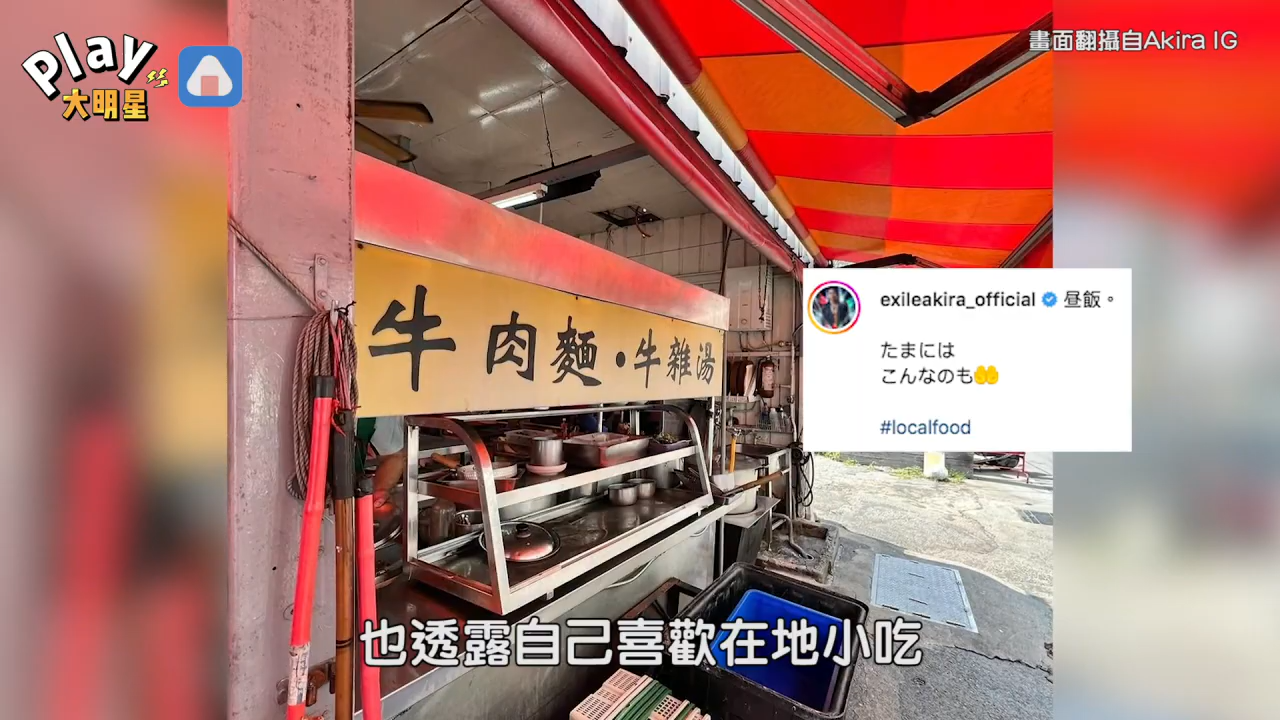 Play
大明星
畫面翻攝自Akira IG
牛肉麵・牛雜湯
exileakira_official 昼飯。
たまには
こんなのも🤲
#localfood
也透露自己喜歡在地小吃